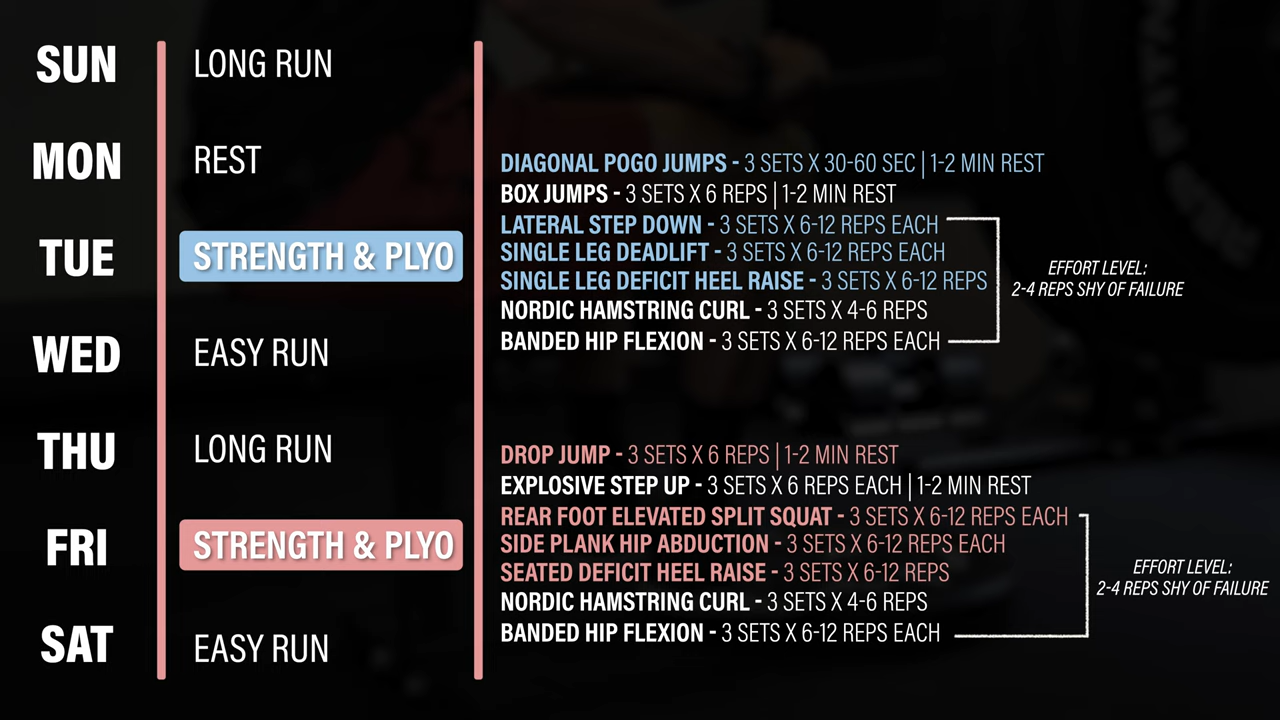 SUN LONG RUN
MON REST
TUE STRENGTH & PLYO
WED EASY RUN
THU LONG RUN
FRI STRENGTH & PLYO
SAT EASY RUN
DIAGONAL POGO JUMPS - 3 SETS X 30-60 SEC | 1-2 MIN REST
BOX JUMPS - 3 SETS X 6 REPS | 1-2 MIN REST
LATERAL STEP DOWN - 3 SETS X 6-12 REPS EACH
SINGLE LEG DEADLIFT - 3 SETS X 6-12 REPS EACH
SINGLE LEG DEFICIT HEEL RAISE - 3 SETS X 6-12 REPS
NORDIC HAMSTRING CURL - 3 SETS X 4-6 REPS
BANDED HIP FLEXION - 3 SETS X 6-12 REPS EACH
EFFORT LEVEL:
2-4 REPS SHY OF FAILURE
DROP JUMP - 3 SETS X 6 REPS | 1-2 MIN REST
EXPLOSIVE STEP UP - 3 SETS X 6 REPS EACH | 1-2 MIN REST
REAR FOOT ELEVATED SPLIT SQUAT - 3 SETS X 6-12 REPS EACH
SIDE PLANK HIP ABDUCTION - 3 SETS X 6-12 REPS EACH
SEATED DEFICIT HEEL RAISE - 3 SETS X 6-12 REPS
NORDIC HAMSTRING CURL - 3 SETS X 4-6 REPS
BANDED HIP FLEXION - 3 SETS X 6-12 REPS EACH
EFFORT LEVEL:
2-4 REPS SHY OF FAILURE